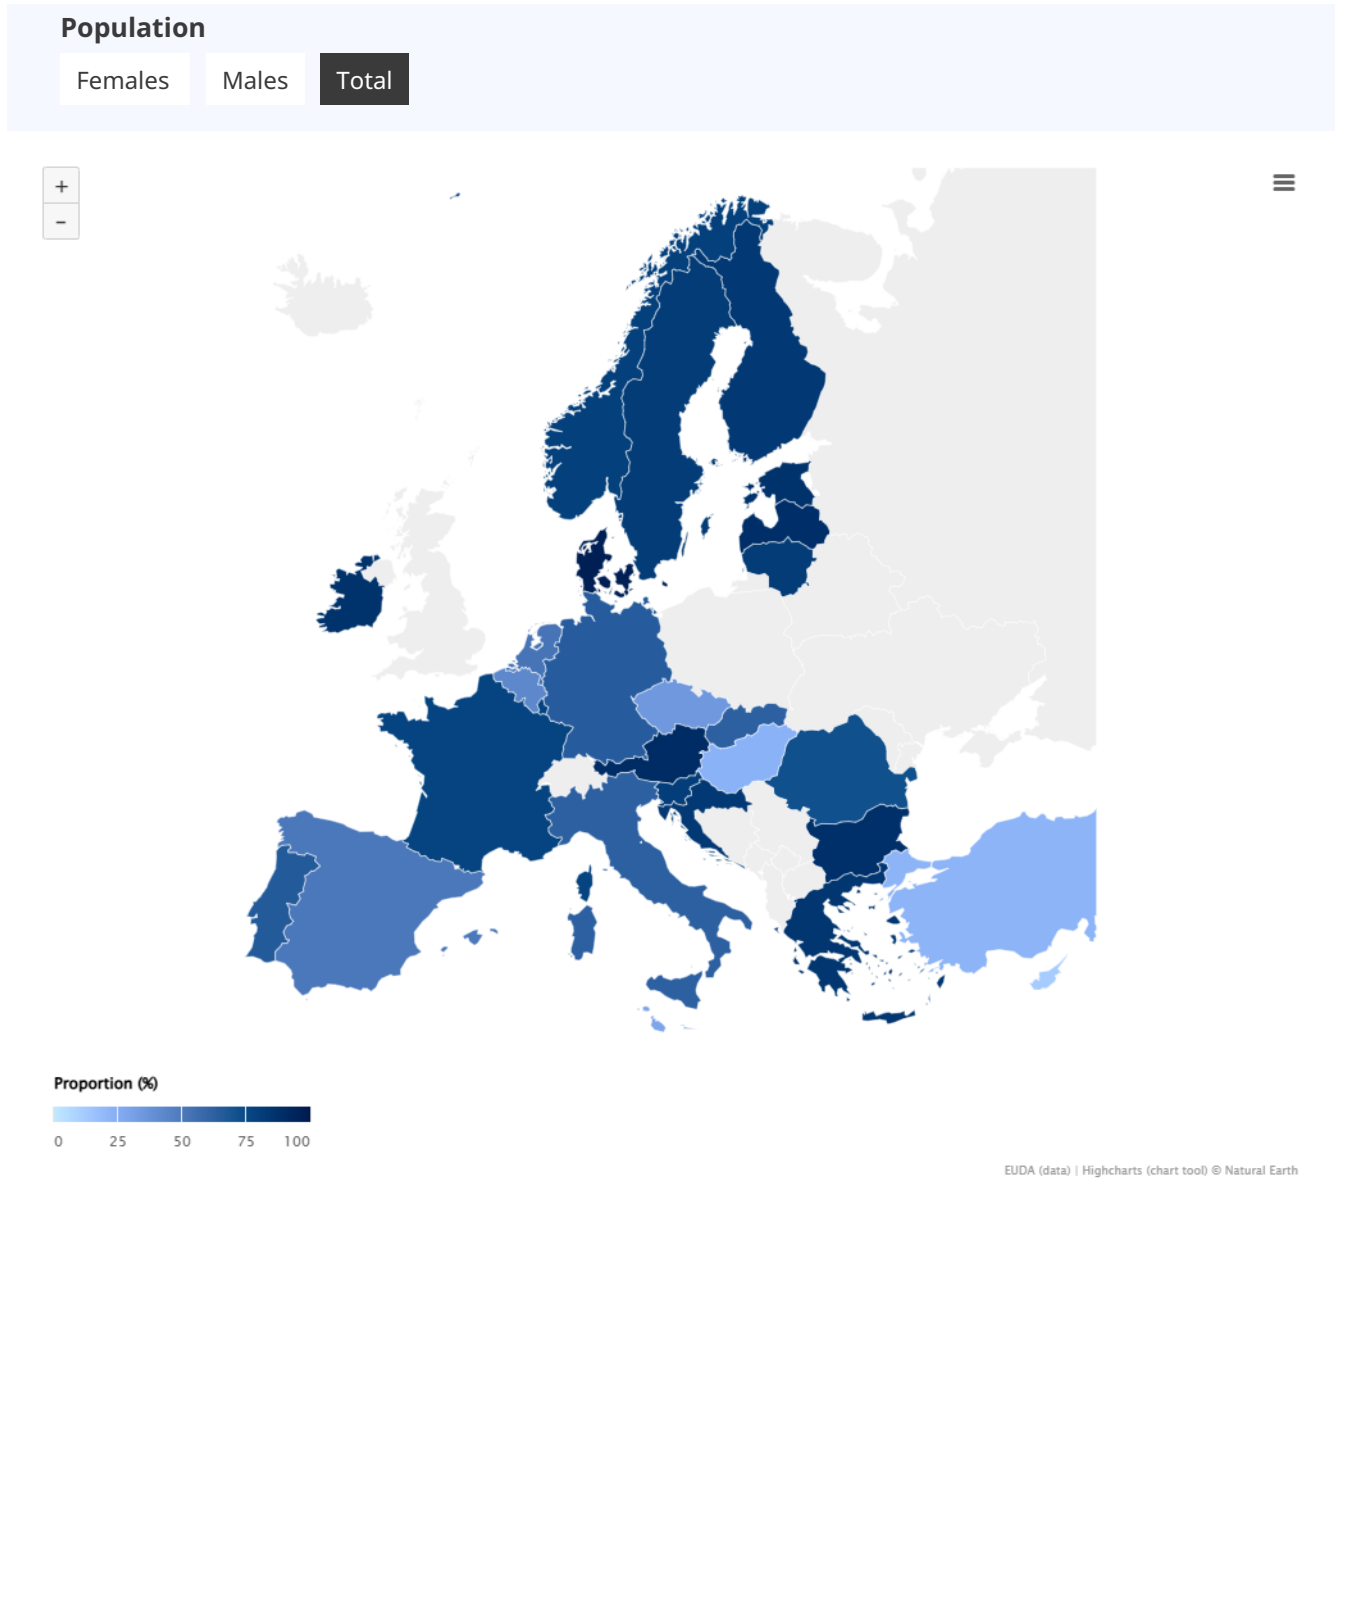 Population
Females Males Total
+
−
Proportion (%)
0 25 50 75 100
EUDA (data) | Highcharts (chart tool) © Natural Earth